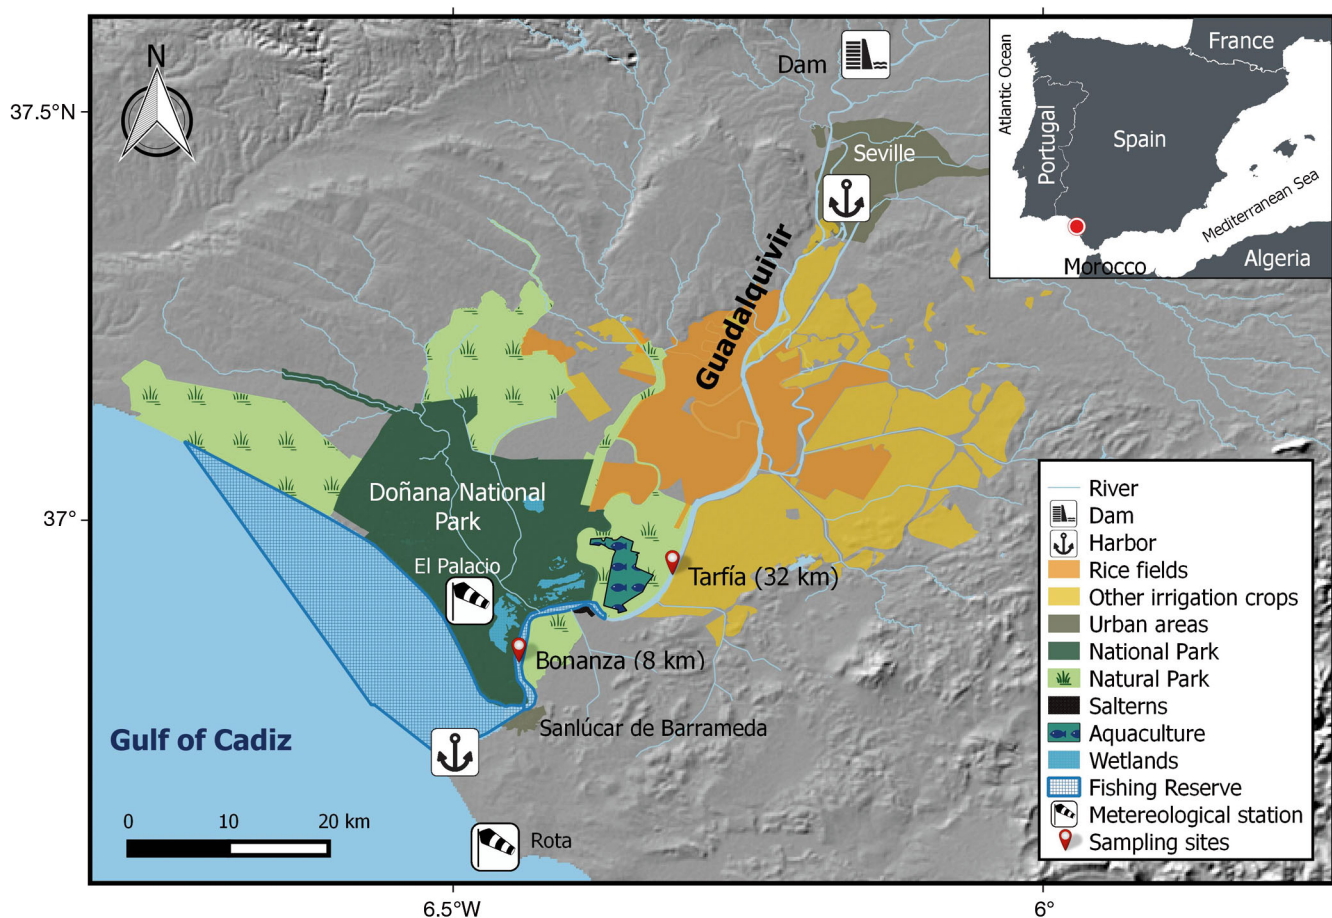 N
37.5°N
37°
6.5°W
6°
Dam
Seville
Guadalquivir
Doñana National
Park
El Palacio
Tarfía (32 km)
Bonanza (8 km)
Sanlúcar de Barrameda
Gulf of Cadiz
Rota
0 10 20 km
Atlantic Ocean
France
Portugal
Spain
Mediterranean Sea
Morocco
Algeria
River
Dam
Harbor
Rice fields
Other irrigation crops
Urban areas
National Park
Natural Park
Salterns
Aquaculture
Wetlands
Fishing Reserve
Metereological station
Sampling sites